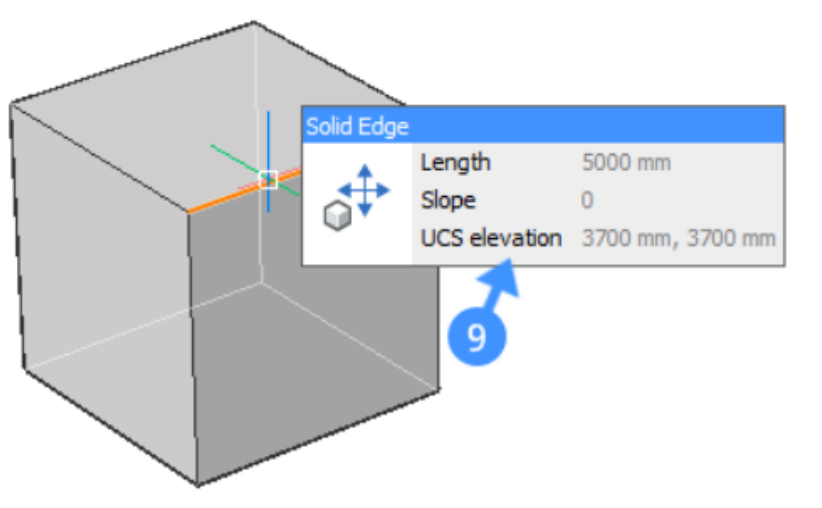 Solid Edge
Length 5000 mm
Slope 0
UCS elevation 3700 mm, 3700 mm
9